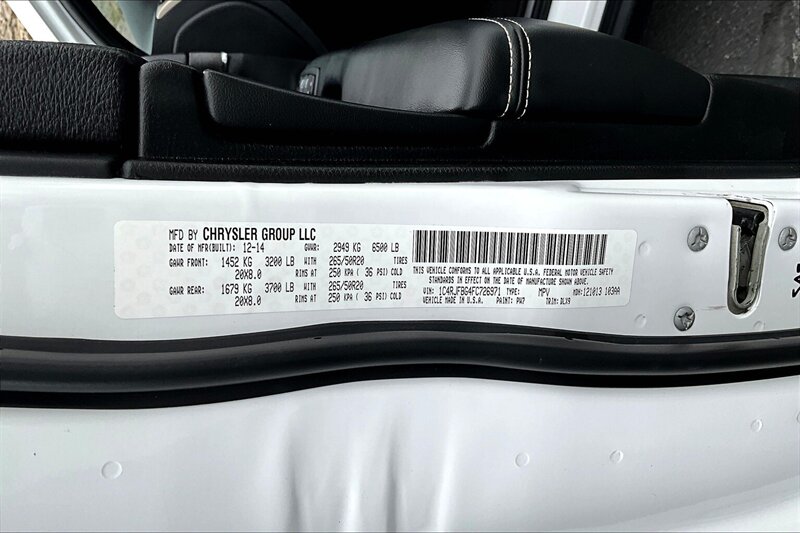 MFD BY CHRYSLER GROUP LLC
DATE OF MFR(BUILT): 12-14 GVWR: 2949 KG 6500 LB
GAWR FRONT: 1452 KG 3200 LB WITH 265/50R20 TIRES
20X8.0 RIMS AT 250 KPA ( 36 PSI) COLD
GAWR REAR: 1679 KG 3700 LB WITH 265/50R20 TIRES
20X8.0 RIMS AT 250 KPA ( 36 PSI) COLD
THIS VEHICLE CONFORMS TO ALL APPLICABLE U.S.A. FEDERAL MOTOR VEHICLE SAFETY
STANDARDS IN EFFECT ON THE DATE OF MANUFACTURE SHOWN ABOVE.
VIN: 1C4RJFBG4FC726971 TYPE: MPV MDH: 121013 103AA
VEHICLE MADE IN U.S.A. PAINT: PW7 TRIM: DLX9